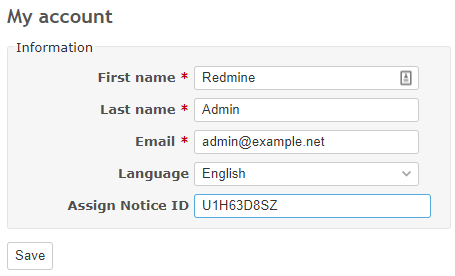 My account
Information
First name * Redmine
Last name * Admin
Email * admin@example.net
Language English
Assign Notice ID U1H63D8SZ
Save